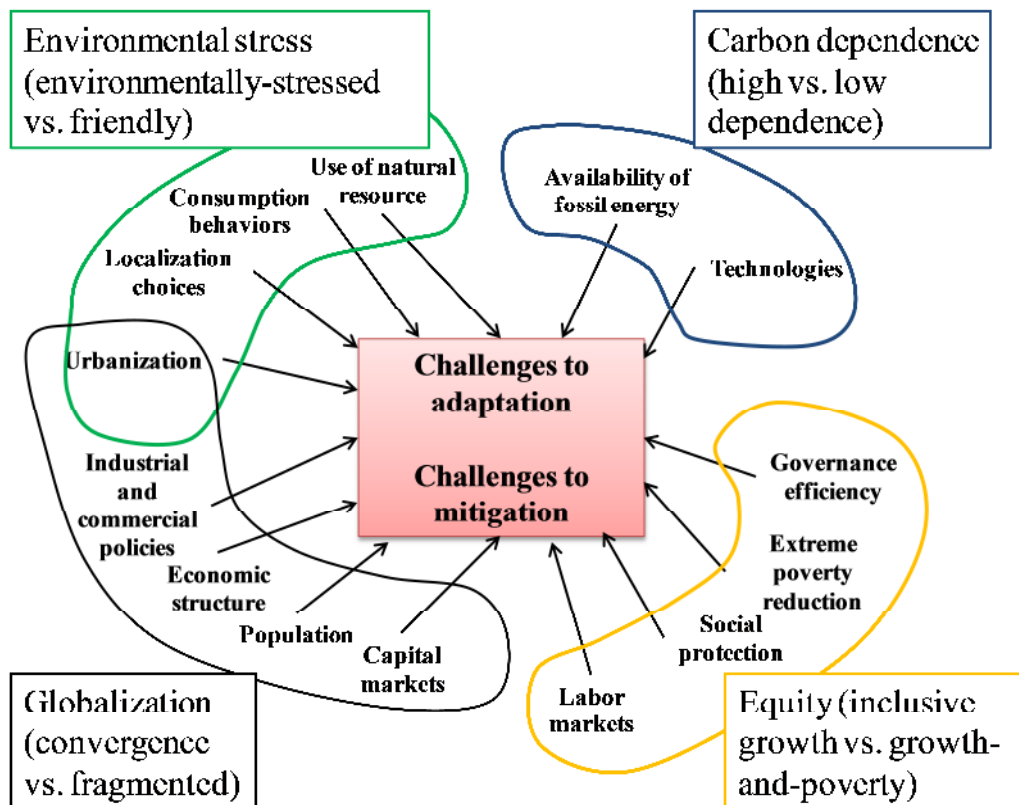 Environmental stress
(environmentally-stressed
vs. friendly)
Carbon dependence
(high vs. low
dependence)
Use of natural
resource
Consumption
behaviors
Localization
choices
Urbanization
Availability of
fossil energy
Technologies
Challenges to
adaptation
Challenges to
mitigation
Industrial
and
commercial
policies
Economic
structure
Population
Capital
markets
Governance
efficiency
Extreme
poverty
reduction
Social
protection
Labor
markets
Globalization
(convergence
vs. fragmented)
Equity (inclusive
growth vs. growth-
and-poverty)